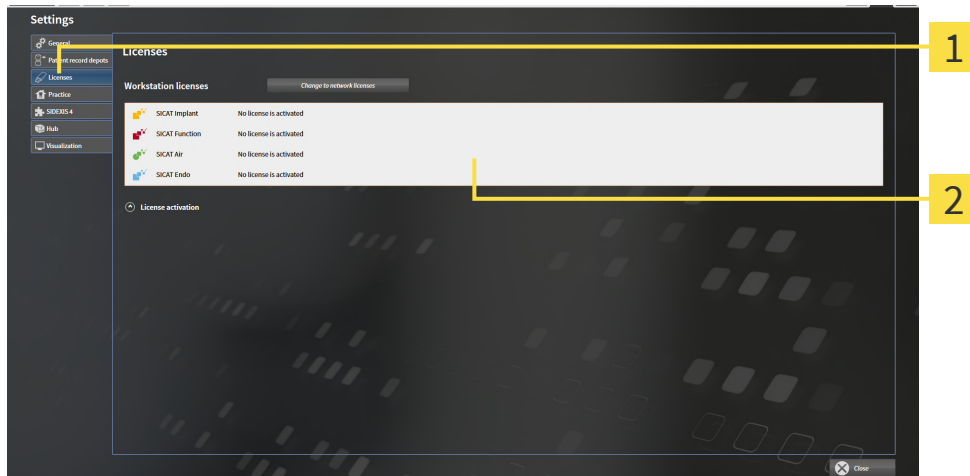 Settings
General
Patient record depots
Licenses
Practice
SIDEXIS 4
Hub
Visualization
Licenses
Workstation licenses
Change to network licenses
SICAT Implant No license is activated
SICAT Function No license is activated
SICAT Air No license is activated
SICAT Endo No license is activated
License activation
Close
1
2